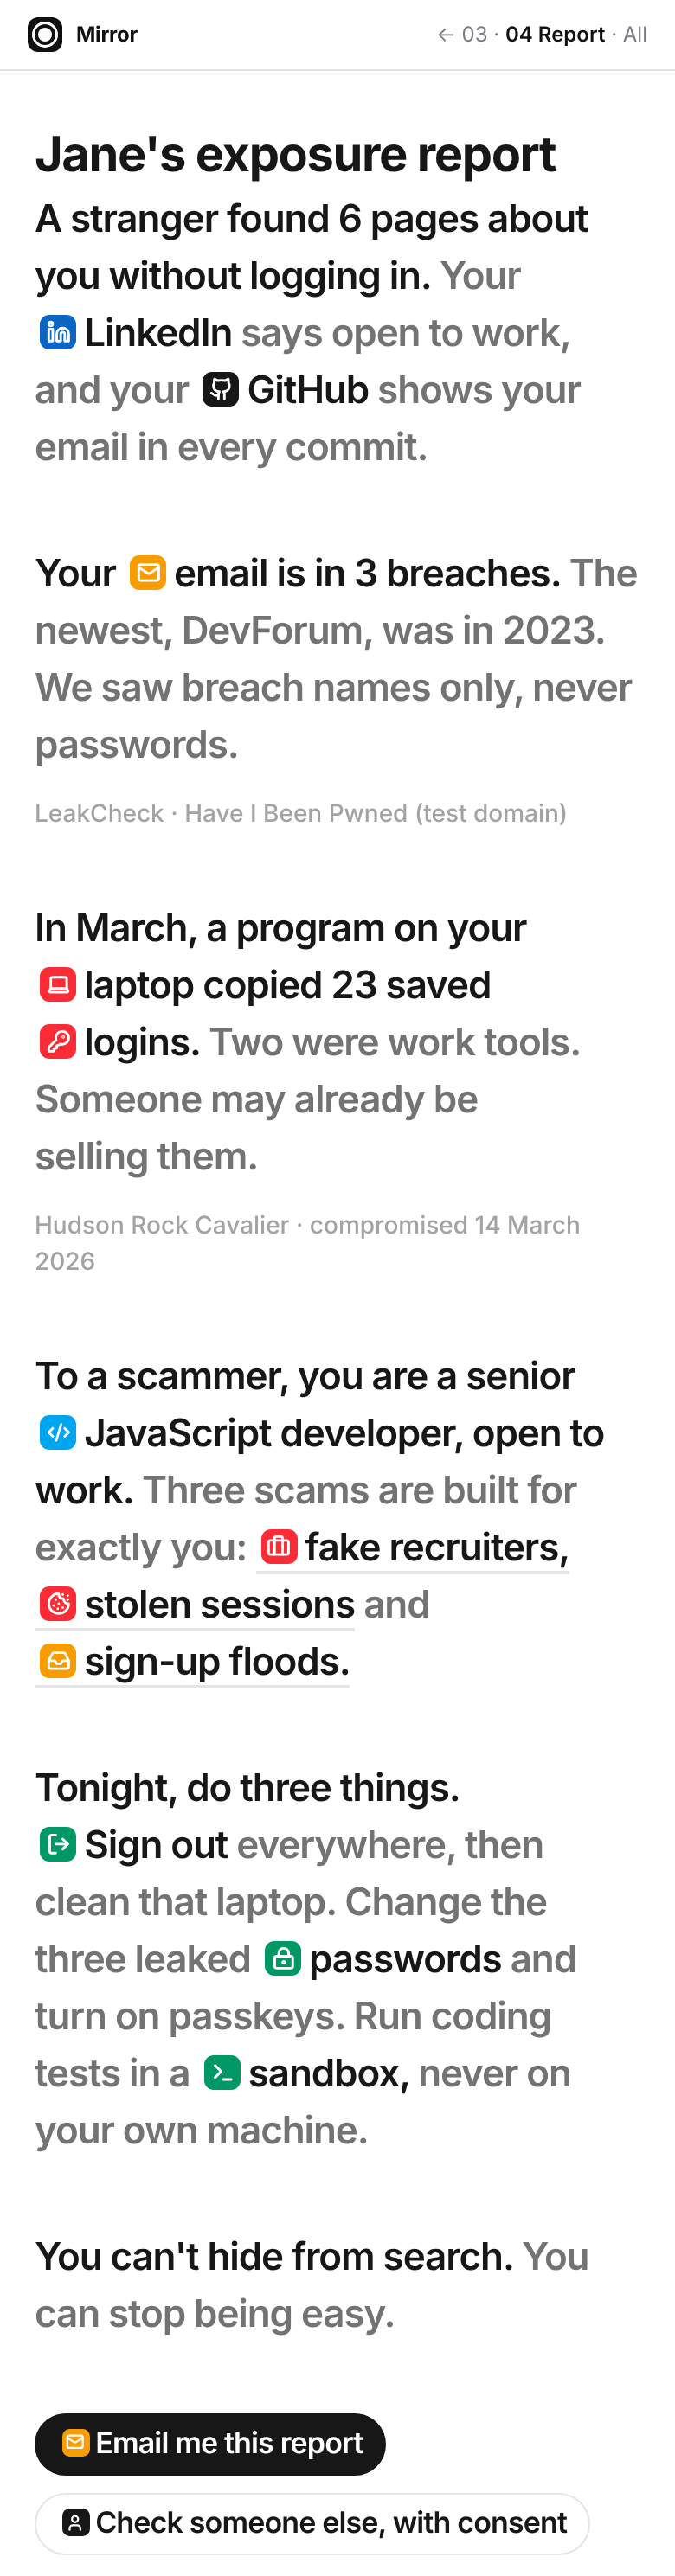 Mirror
← 03 · 04 Report · All
Jane's exposure report
A stranger found 6 pages about
you without logging in. Your
LinkedIn says open to work,
and your GitHub shows your
email in every commit.
Your email is in 3 breaches. The
newest, DevForum, was in 2023.
We saw breach names only, never
passwords.
LeakCheck · Have I Been Pwned (test domain)
In March, a program on your
laptop copied 23 saved
logins. Two were work tools.
Someone may already be
selling them.
Hudson Rock Cavalier · compromised 14 March
2026
To a scammer, you are a senior
JavaScript developer, open to
work. Three scams are built for
exactly you: fake recruiters,
stolen sessions and
sign-up floods.
Tonight, do three things.
Sign out everywhere, then
clean that laptop. Change the
three leaked passwords and
turn on passkeys. Run coding
tests in a sandbox, never on
your own machine.
You can't hide from search. You
can stop being easy.
Email me this report
Check someone else, with consent